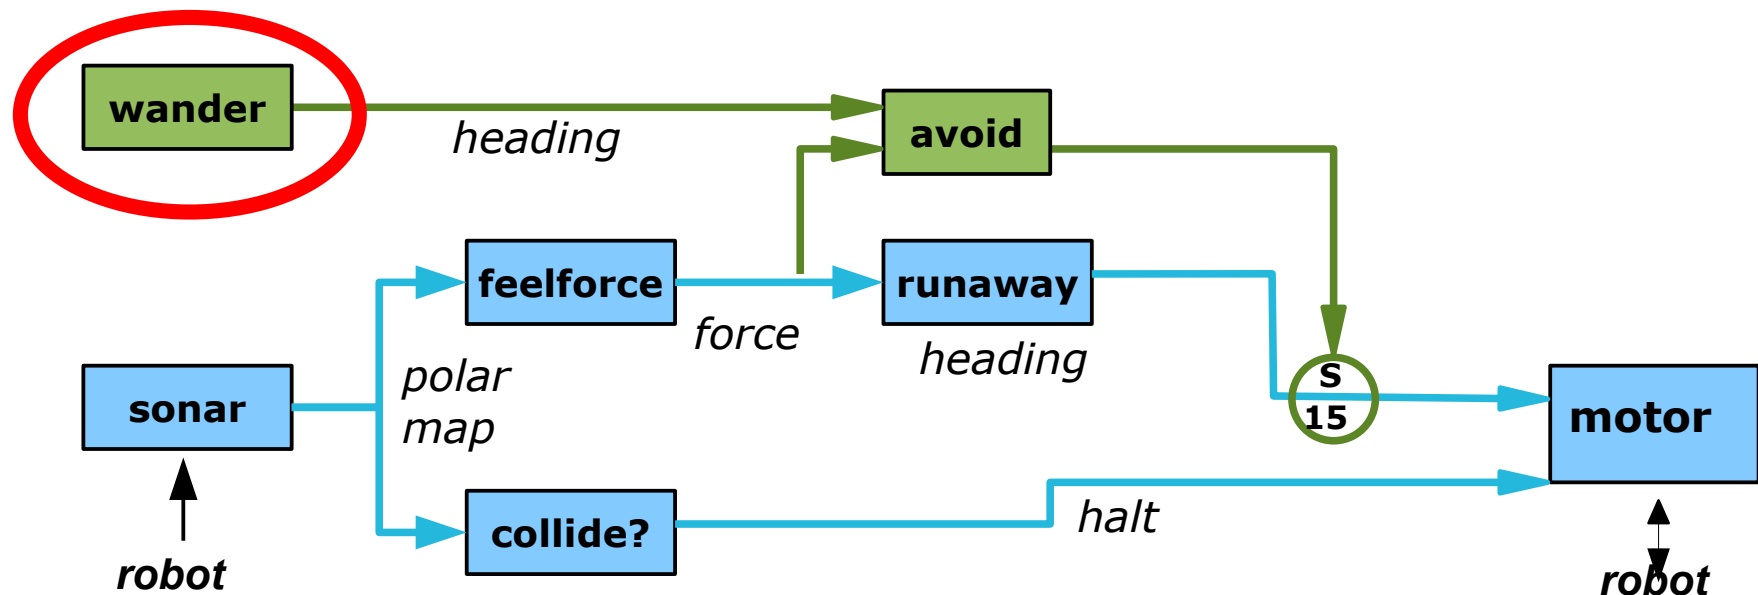 wander
heading
avoid
feelforce
force
runaway
heading
S
15
sonar
polar
map
motor
collide?
halt
robot
robot